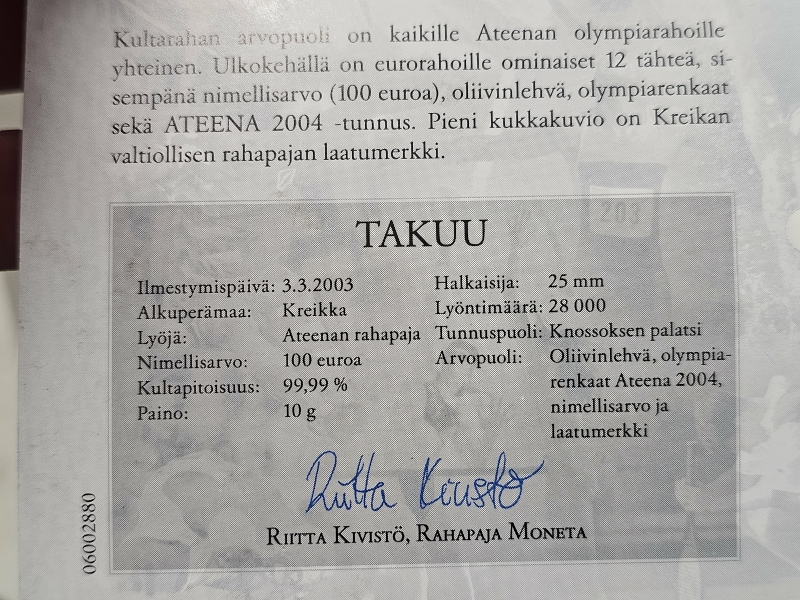 Kultarahan arvopuoli on kaikille Ateenan olympiarahoille
yhteinen. Ulkokehällä on eurorahoille ominaiset 12 tähteä, si-
sempänä nimellisarvo (100 euroa), oliivinlehvä, olympiarenkaat
sekä ATEENA 2004 -tunnus. Pieni kukkakuvio on Kreikan
valtiollisen rahapajan laatumerkki.
203
TAKUU
Ilmestymispäivä: 3.3.2003
Alkuperämaa: Kreikka
Lyöjä: Ateenan rahapaja
Nimellisarvo: 100 euroa
Kultapitoisuus: 99,99 %
Paino: 10 g
Halkaisija: 25 mm
Lyöntimäärä: 28 000
Tunnuspuoli: Knossoksen palatsi
Arvopuoli: Oliivinlehvä, olympia-
renkaat Ateena 2004,
nimellisarvo ja
laatumerkki
Riitta Kivistö
RIITTA KIVISTÖ, RAHAPAJA MONETA
06002880